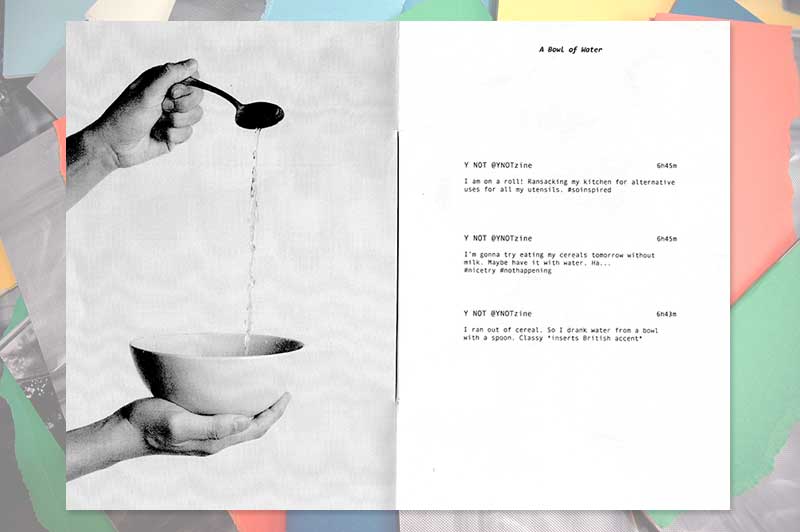 A Bowl of Water
Y NOT @YNOTzine 6h45m
I am on a roll! Ransacking my kitchen for alternative
uses for all my utensils. #soinspired
Y NOT @YNOTzine 6h45m
I'm gonna try eating my cereals tomorrow without
milk. Maybe have it with water. Ha...
#nicetry #nothappening
Y NOT @YNOTzine 6h43m
I ran out of cereal. So I drank water from a bowl
with a spoon. Classy *inserts British accent*